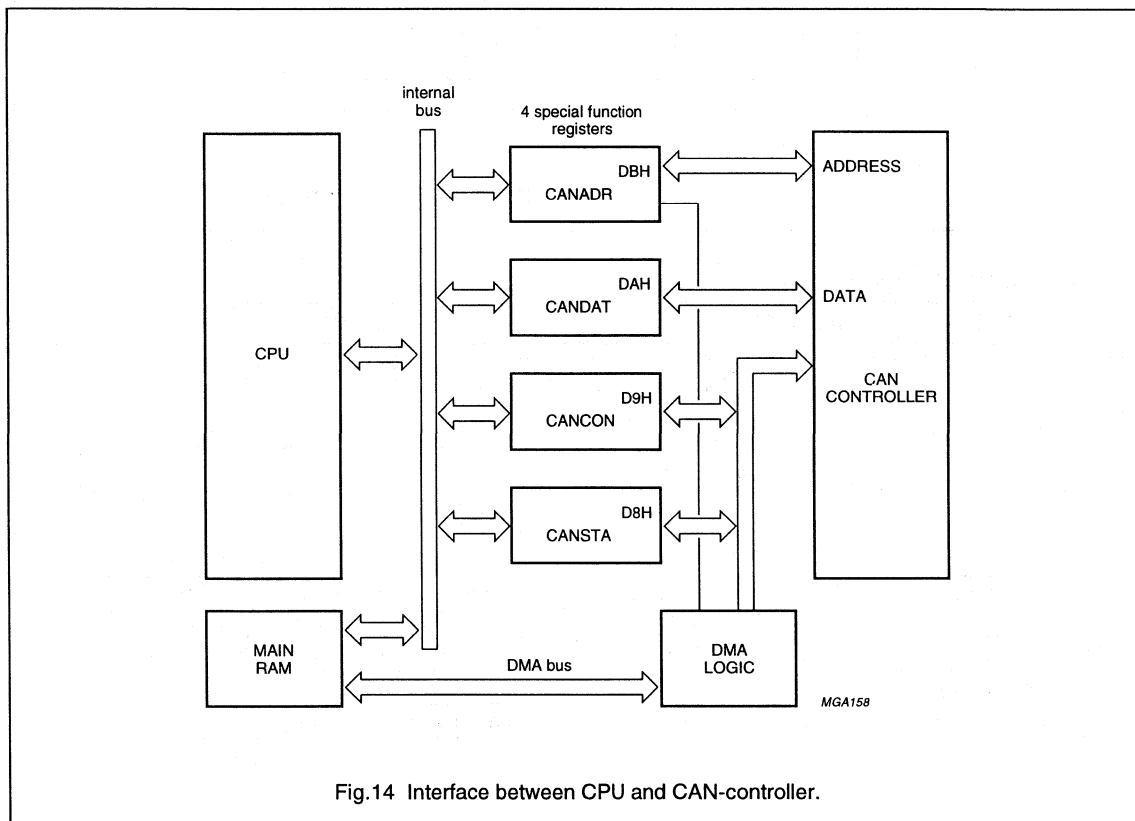 internal
bus
4 special function
registers
DBH
CANADR
ADDRESS
DAH
CANDAT
DATA
CPU
D9H
CANCON
CAN
CONTROLLER
D8H
CANSTA
MAIN
RAM
DMA bus
DMA
LOGIC
MGA158
Fig.14 Interface between CPU and CAN-controller.